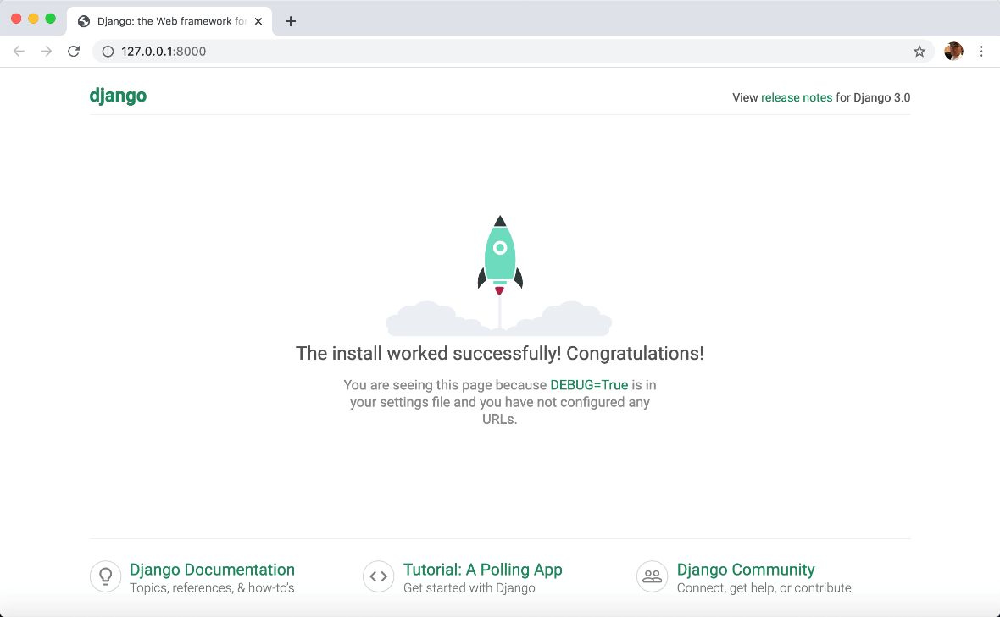 Django: the Web framework for
127.0.0.1:8000
django
View release notes for Django 3.0
The install worked successfully! Congratulations!
You are seeing this page because DEBUG=True is in
your settings file and you have not configured any
URLs.
Django Documentation
Topics, references, & how-to's
Tutorial: A Polling App
Get started with Django
Django Community
Connect, get help, or contribute